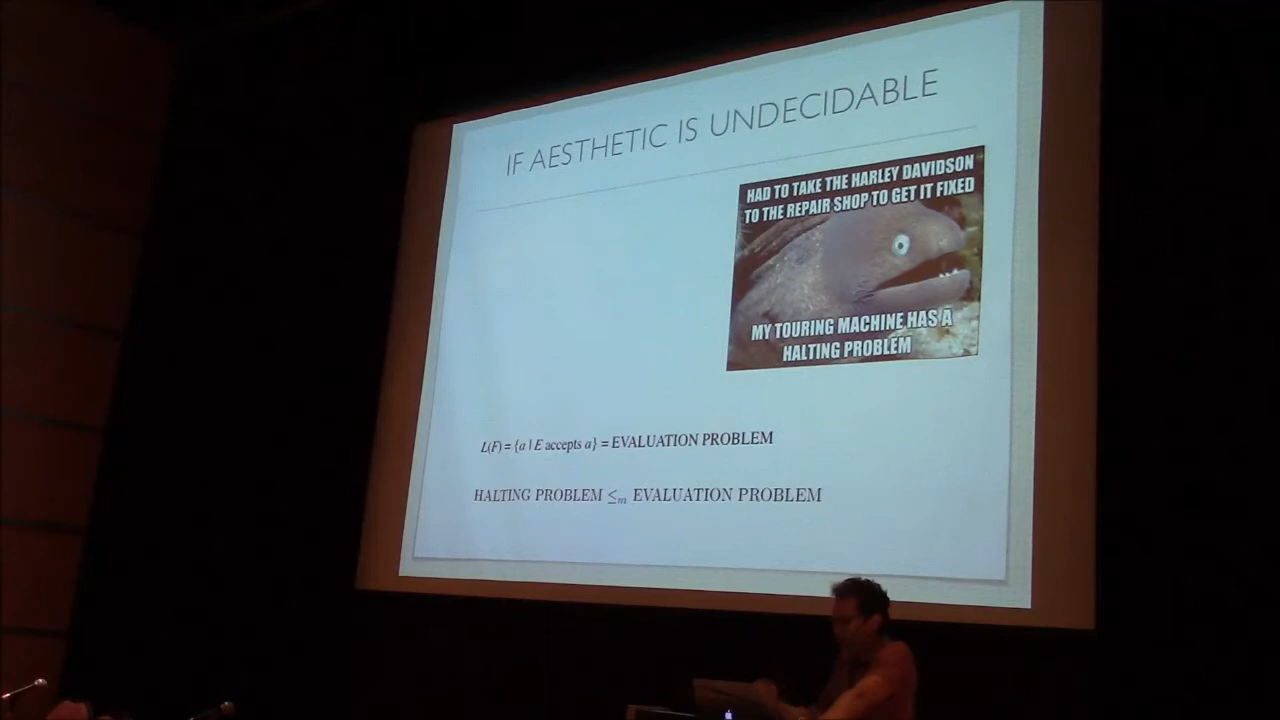 IF AESTHETIC IS UNDECIDABLE
HAD TO TAKE THE HARLEY DAVIDSON
TO THE REPAIR SHOP TO GET IT FIXED
MY TOURING MACHINE HAS A
HALTING PROBLEM
L(F) = {a | E accepts a} = EVALUATION PROBLEM
HALTING PROBLEM ≤m EVALUATION PROBLEM